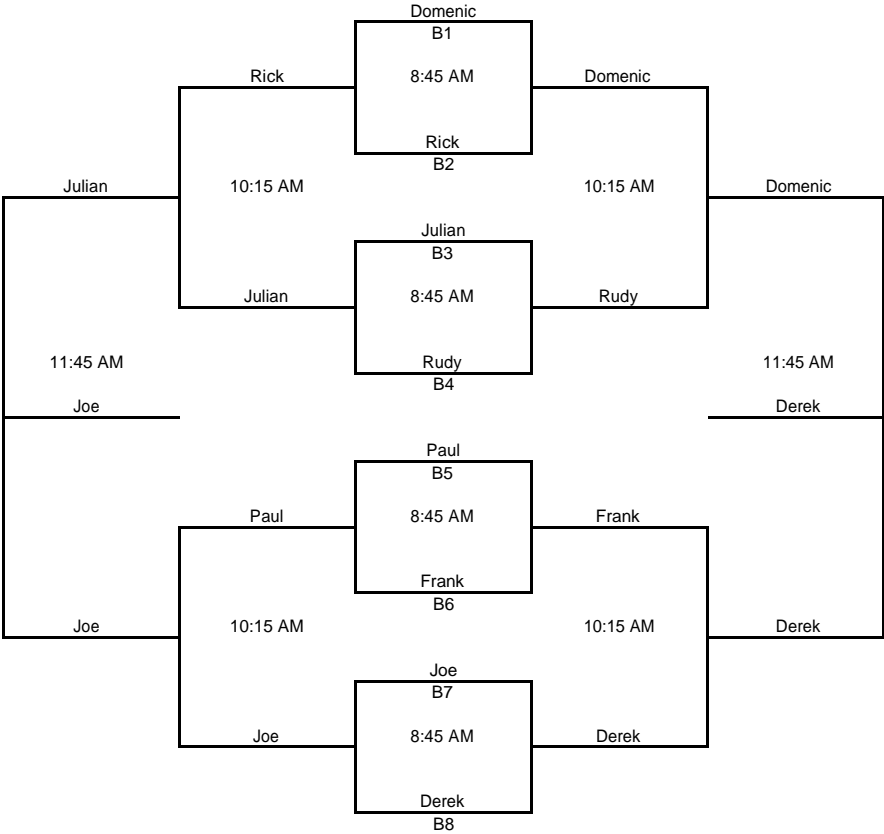 Domenic
B1
Rick 8:45 AM Domenic
Rick
B2
Julian 10:15 AM 10:15 AM Domenic
Julian
B3
Julian 8:45 AM Rudy
11:45 AM Rudy 11:45 AM
B4
Joe Derek
Paul
B5
Paul 8:45 AM Frank
Frank
B6
Joe 10:15 AM 10:15 AM Derek
Joe
B7
Joe 8:45 AM Derek
Derek
B8